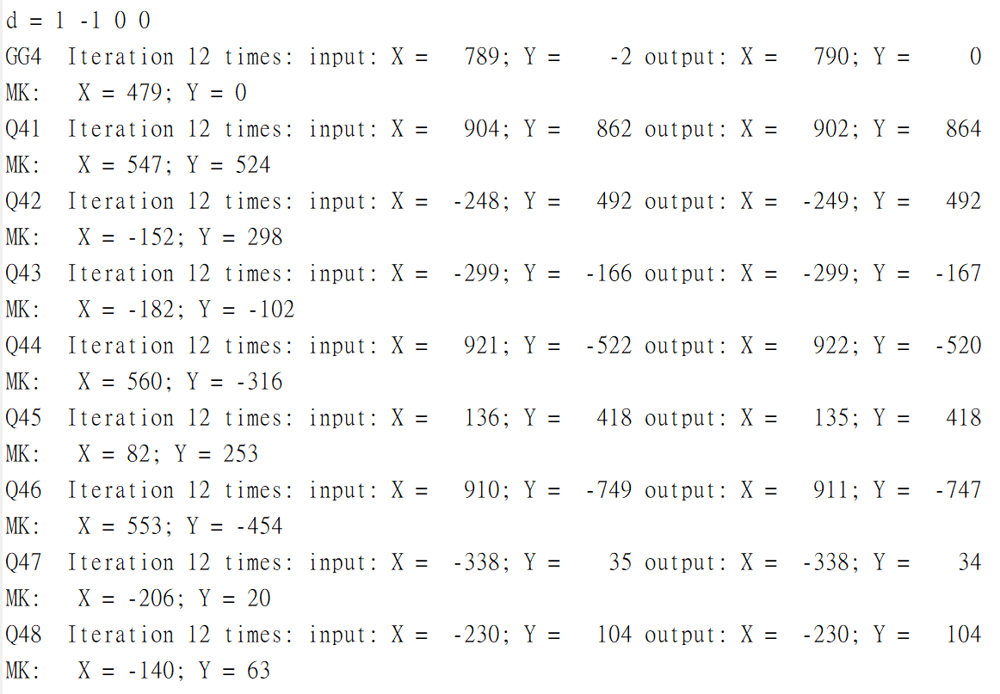 d = 1 -1 0 0
GG4  Iteration 12 times: input: X =   789; Y =    -2 output: X =   790; Y =     0
MK:   X = 479; Y = 0
Q41  Iteration 12 times: input: X =   904; Y =   862 output: X =   902; Y =   864
MK:   X = 547; Y = 524
Q42  Iteration 12 times: input: X =  -248; Y =   492 output: X =  -249; Y =   492
MK:   X = -152; Y = 298
Q43  Iteration 12 times: input: X =  -299; Y =  -166 output: X =  -299; Y =  -167
MK:   X = -182; Y = -102
Q44  Iteration 12 times: input: X =   921; Y =  -522 output: X =   922; Y =  -520
MK:   X = 560; Y = -316
Q45  Iteration 12 times: input: X =   136; Y =   418 output: X =   135; Y =   418
MK:   X = 82; Y = 253
Q46  Iteration 12 times: input: X =   910; Y =  -749 output: X =   911; Y =  -747
MK:   X = 553; Y = -454
Q47  Iteration 12 times: input: X =  -338; Y =    35 output: X =  -338; Y =    34
MK:   X = -206; Y = 20
Q48  Iteration 12 times: input: X =  -230; Y =   104 output: X =  -230; Y =   104
MK:   X = -140; Y = 63